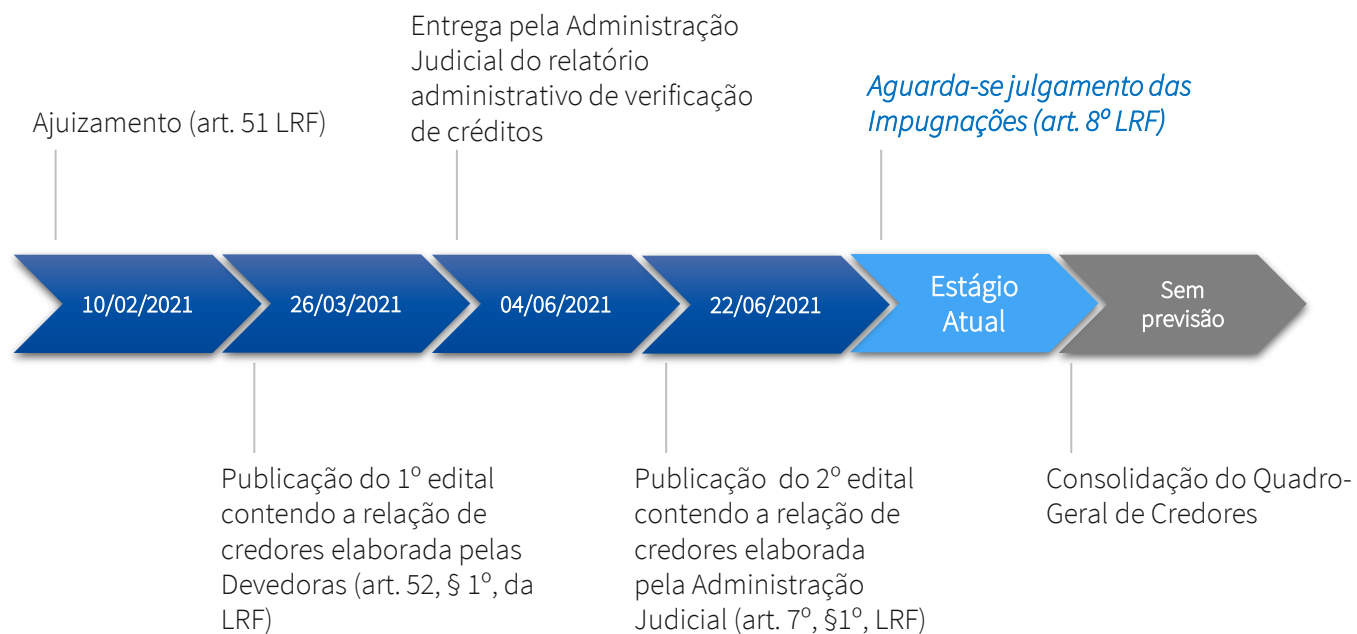 Entrega pela Administração
Judicial do relatório
administrativo de verificação
de créditos
Ajuizamento (art. 51 LRF)
Aguarda-se julgamento das
Impugnações (art. 8º LRF)
10/02/2021
26/03/2021
04/06/2021
22/06/2021
Estágio
Atual
Sem
previsão
Publicação do 1º edital
contendo a relação de
credores elaborada pelas
Devedoras (art. 52, § 1º, da
LRF)
Publicação  do 2º edital
contendo a relação de
credores elaborada
pela Administração
Judicial (art. 7º, §1º, LRF)
Consolidação do Quadro-
Geral de Credores